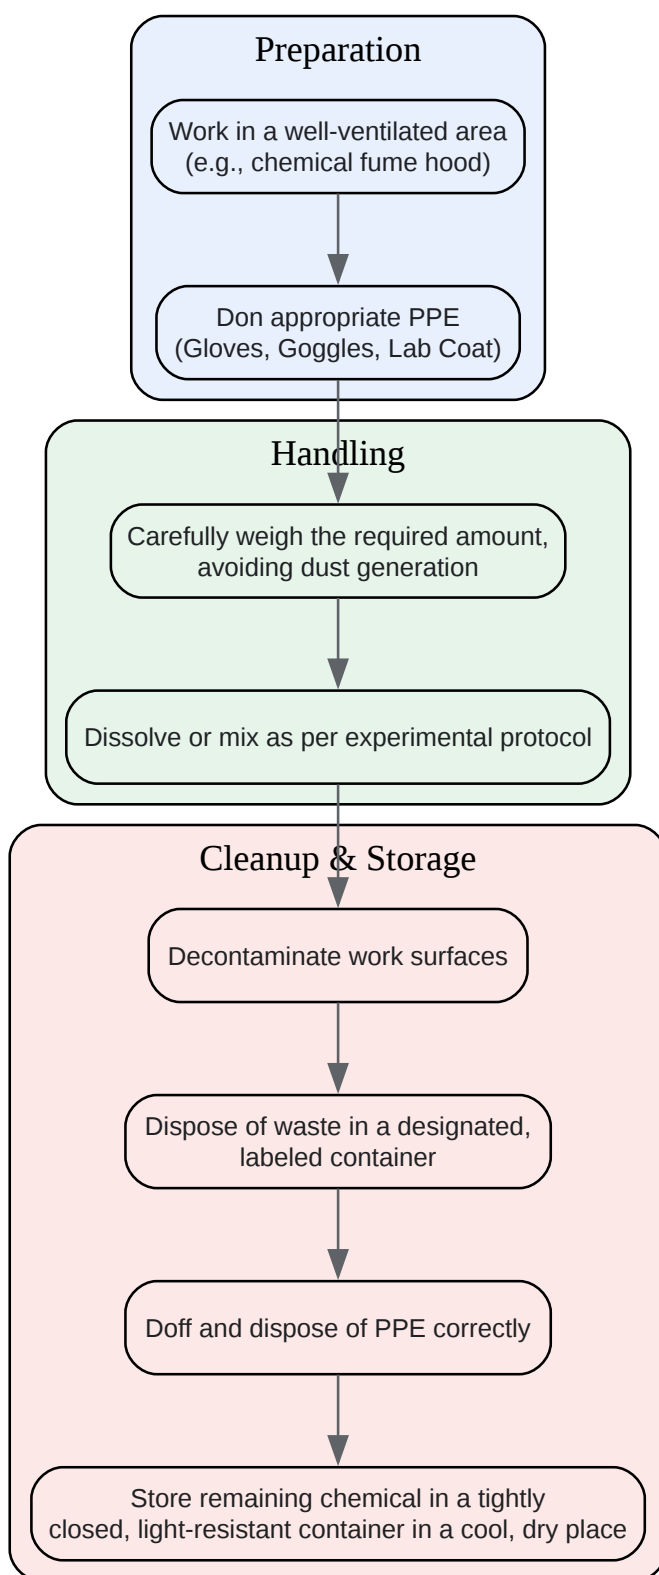 Preparation
Work in a well-ventilated area
(e.g., chemical fume hood)
Don appropriate PPE
(Gloves, Goggles, Lab Coat)
Handling
Carefully weigh the required amount,
avoiding dust generation
Dissolve or mix as per experimental protocol
Cleanup & Storage
Decontaminate work surfaces
Dispose of waste in a designated,
labeled container
Doff and dispose of PPE correctly
Store remaining chemical in a tightly
closed, light-resistant container in a cool, dry place